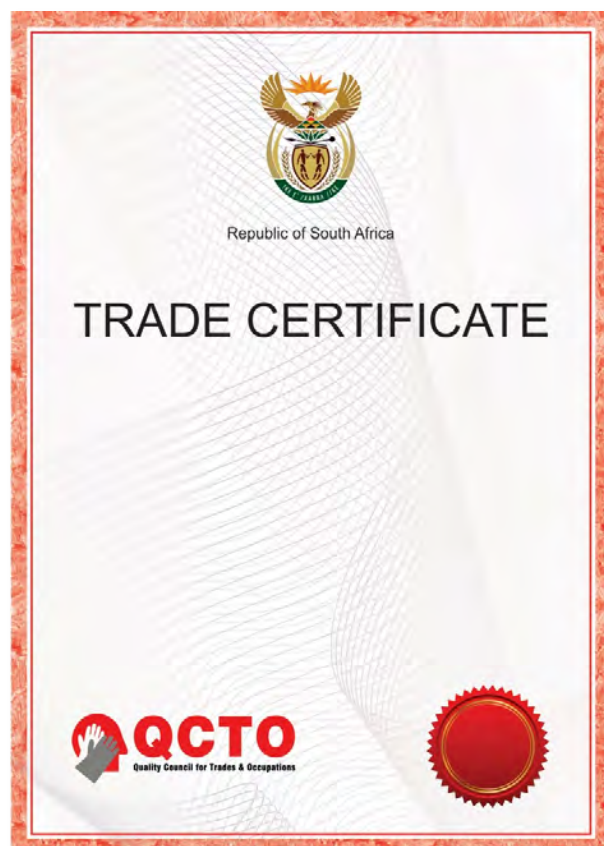 Republic of South Africa
TRADE CERTIFICATE
QCTO
Quality Council for Trades & Occupations